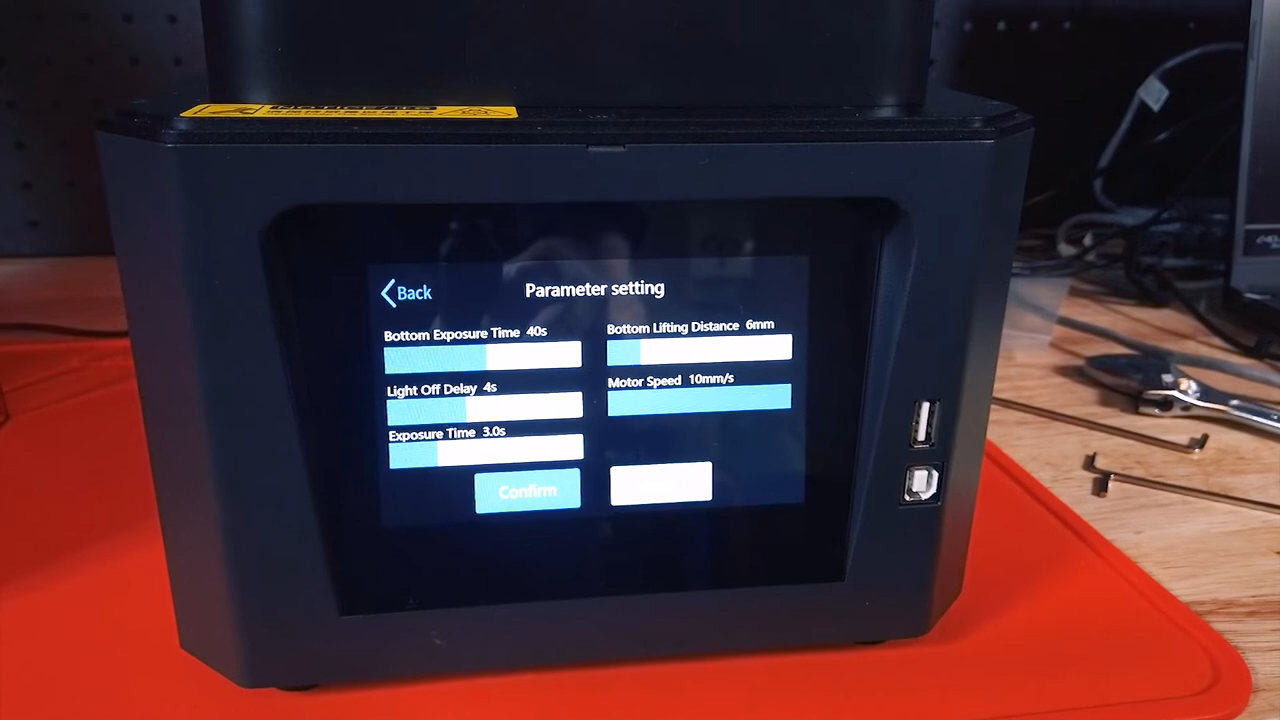 Back
Parameter setting
Bottom Exposure Time 40s
Bottom Lifting Distance 6mm
Light Off Delay 4s
Motor Speed 10mm/s
Exposure Time 3.0s
Confirm